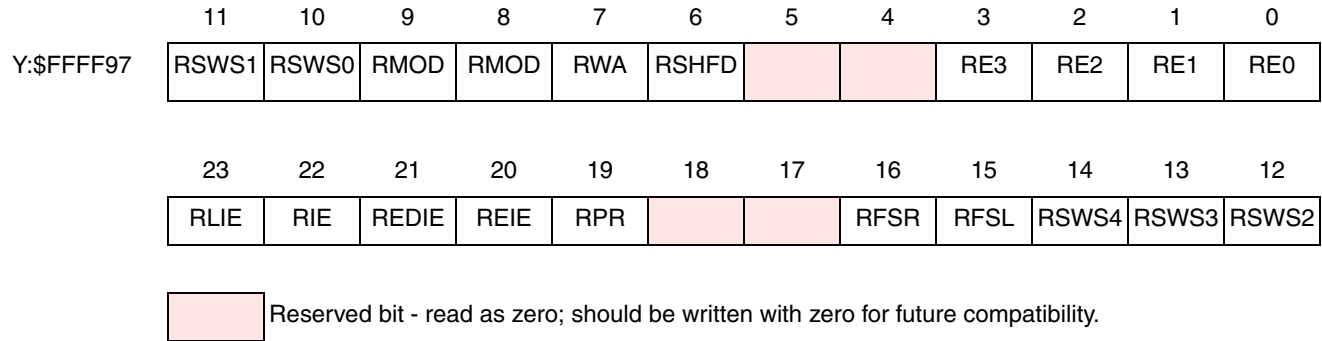 11 10 9 8 7 6 5 4 3 2 1 0
Y:$FFFF97 RSWS1 RSWS0 RMOD RMOD RWA RSHFD RE3 RE2 RE1 RE0
23 22 21 20 19 18 17 16 15 14 13 12
RLIE RIE REDIE REIE RPR RFSR RFSL RSWS4 RSWS3 RSWS2
Reserved bit - read as zero; should be written with zero for future compatibility.